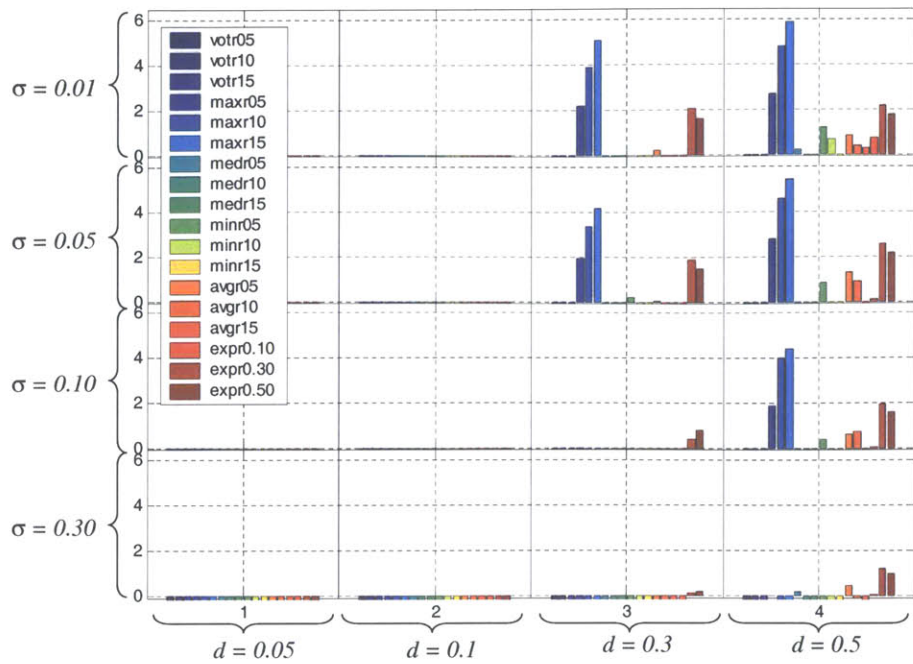 6
4
2
0
σ = 0.01
votr05
votr10
votr15
maxr05
maxr10
maxr15
medr05
medr10
medr15
minr05
minr10
minr15
avgr05
avgr10
avgr15
expr0.10
expr0.30
expr0.50
6
4
2
0
σ = 0.05
6
4
2
0
σ = 0.10
6
4
2
0
σ = 0.30
1 2 3 4
d = 0.05 d = 0.1 d = 0.3 d = 0.5